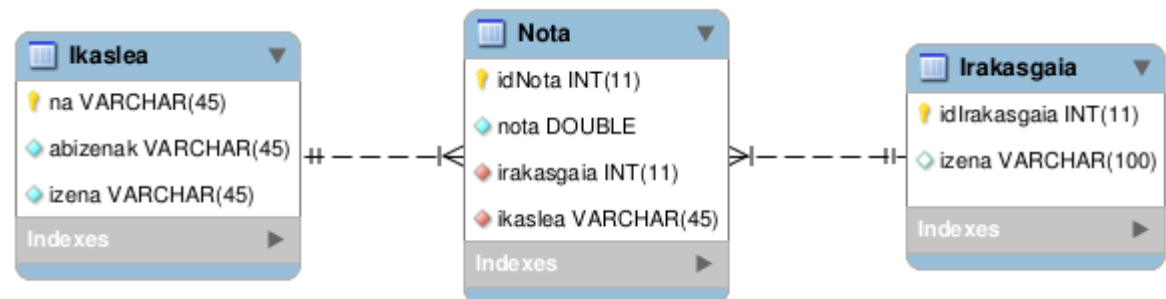 Ikaslea
na VARCHAR(45)
abizenak VARCHAR(45)
izena VARCHAR(45)
Indexes
Nota
idNota INT(11)
nota DOUBLE
irakasgaia INT(11)
ikaslea VARCHAR(45)
Indexes
Irakasgaia
idIrakasgaia INT(11)
izena VARCHAR(100)
Indexes